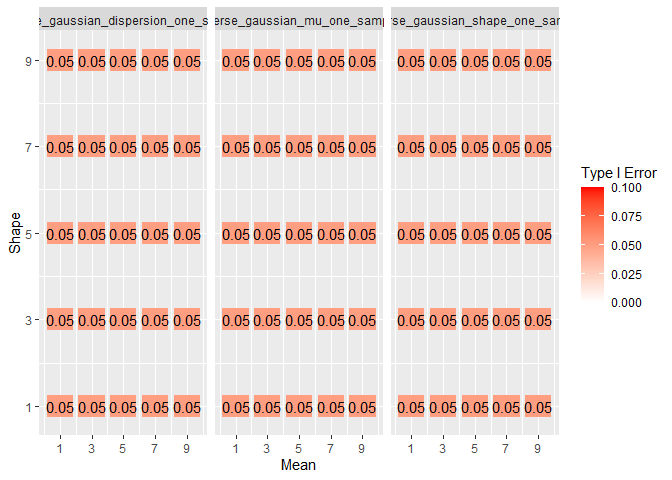 e_gaussian_dispersion_one_s erse_gaussian_mu_one_samp rse_gaussian_shape_one_sar
9 0.05 0.05 0.05 0.05 0.05 0.05 0.05 0.05 0.05 0.05 0.05 0.05 0.05 0.05 0.05
7 0.05 0.05 0.05 0.05 0.05 0.05 0.05 0.05 0.05 0.05 0.05 0.05 0.05 0.05 0.05
5 0.05 0.05 0.05 0.05 0.05 0.05 0.05 0.05 0.05 0.05 0.05 0.05 0.05 0.05 0.05
3 0.05 0.05 0.05 0.05 0.05 0.05 0.05 0.05 0.05 0.05 0.05 0.05 0.05 0.05 0.05
1 0.05 0.05 0.05 0.05 0.05 0.05 0.05 0.05 0.05 0.05 0.05 0.05 0.05 0.05 0.05
1 3 5 7 9 1 3 5 7 9 1 3 5 7 9
Mean
Shape
Type I Error
0.100
0.075
0.050
0.025
0.000